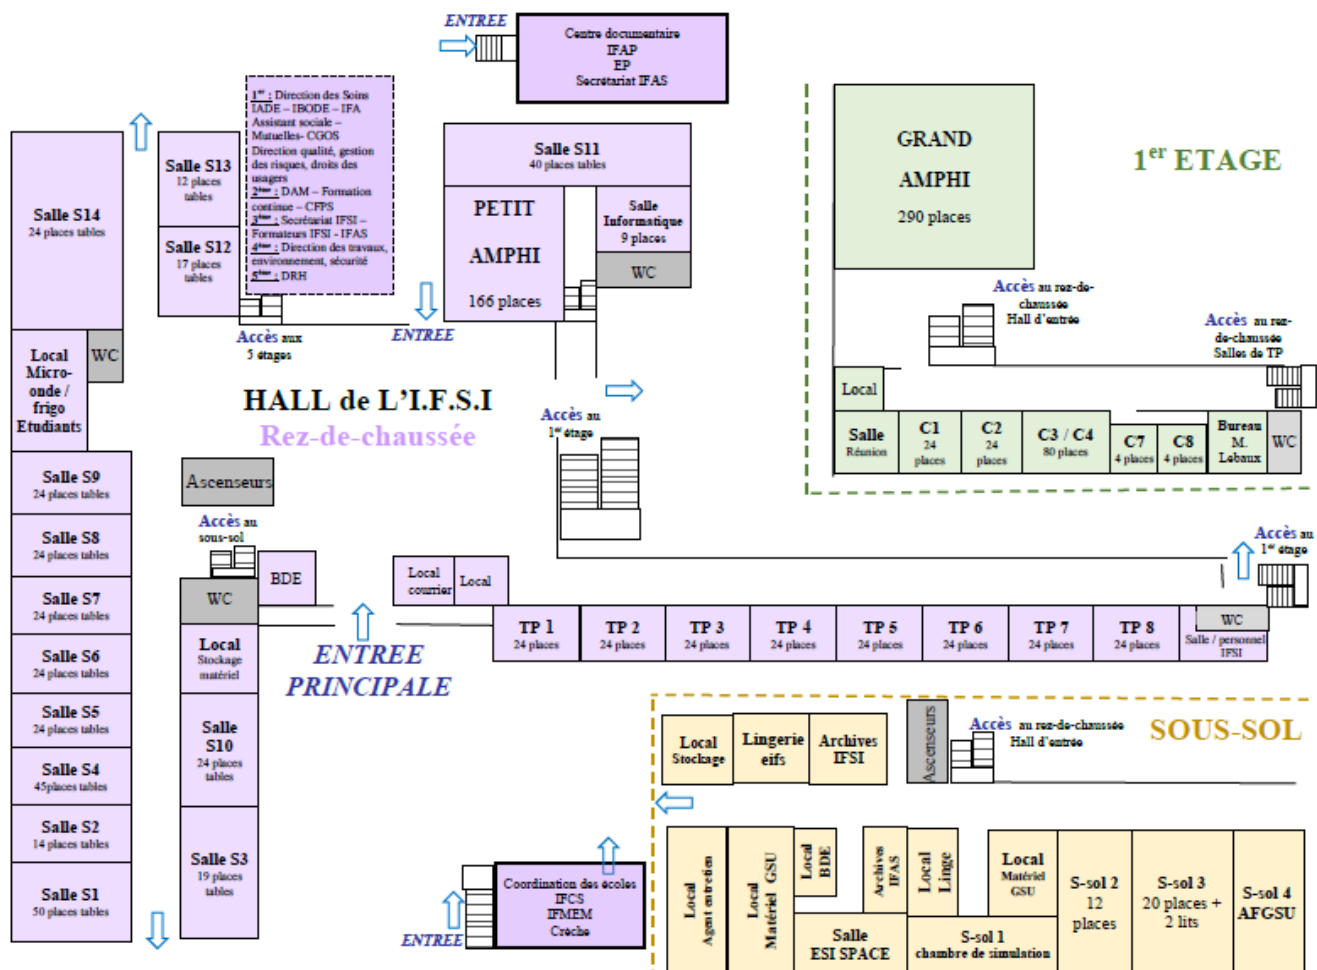 ENTREE
Centre documentaire
IFAP
EP
Secrétariat IFAS
1er : Direction des Soins
IADE – IBODE – IFA
Assistant sociale –
Mutuelles- CGOS
Direction qualité, gestion
des risques, droits des
usagers
2ème : DAM – Formation
continue – CFPS
3ème : Secrétariat IFSI –
Formateurs IFSI - IFAS
4ème : Direction des travaux,
environnement, sécurité
5ème : DRH
Salle S14
24 places tables
Salle S13
12 places
tables
Salle S12
17 places
tables
Accès aux
5 étages
ENTREE
Salle S11
40 places tables
PETIT
AMPHI
166 places
Salle
Informatique
9 places
WC
Local
Micro-
onde /
frigo
Etudiants
WC
HALL de L'I.F.S.I
Rez-de-chaussée
Accès au
1er étage
Ascenseurs
Accès au
sous-sol
BDE
WC
Local
Stockage
matériel
Salle
S10
24 places
tables
Salle S3
19 places
tables
Salle S9
24 places tables
Salle S8
24 places tables
Salle S7
24 places tables
Salle S6
24 places tables
Salle S5
24 places tables
Salle S4
45places tables
Salle S2
14 places tables
Salle S1
50 places tables
Local
courrier
Local
ENTREE
PRINCIPALE
TP 1
24 places
TP 2
24 places
TP 3
24 places
TP 4
24 places
TP 5
24 places
TP 6
24 places
TP 7
24 places
TP 8
24 places
WC
Salle / personnel
IFSI
Accès au
1er étage
ENTREE
Coordination des écoles
IFCS
IFMEM
Crèche
1er ETAGE
GRAND
AMPHI
290 places
Accès au rez-de-
chaussée
Hall d'entrée
Accès au rez-
de-chaussée
Salles de TP
Local
Salle
Réunion
C1
24
places
C2
24
places
C3 / C4
80 places
C7
4 places
C8
4 places
Bureau
M.
Lebaux
WC
SOUS-SOL
Local
Stockage
Lingerie
eifs
Archives
IFSI
Ascenseurs
Accès au rez-de-chaussée
Hall d'entrée
Local
Agent entretien
Local
Matériel GSU
Local
BDE
Archives
IFAS
Local
Linge
Local
Matériel
GSU
Salle
ESI SPACE
S-sol 1
chambre de simulation
S-sol 2
12
places
S-sol 3
20 places +
2 lits
S-sol 4
AFGSU